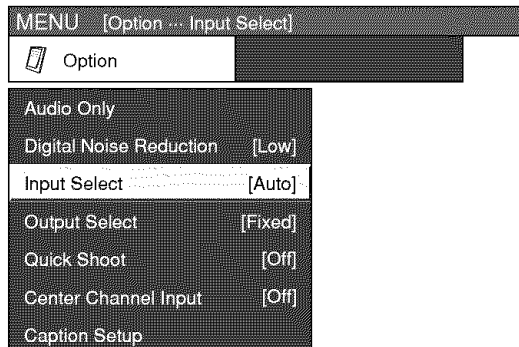 MENU [Option ··· Input Select]
Option
Audio Only
Digital Noise Reduction [Low]
Input Select [Auto]
Output Select [Fixed]
Quick Shoot [Off]
Center Channel Input [Off]
Caption Setup